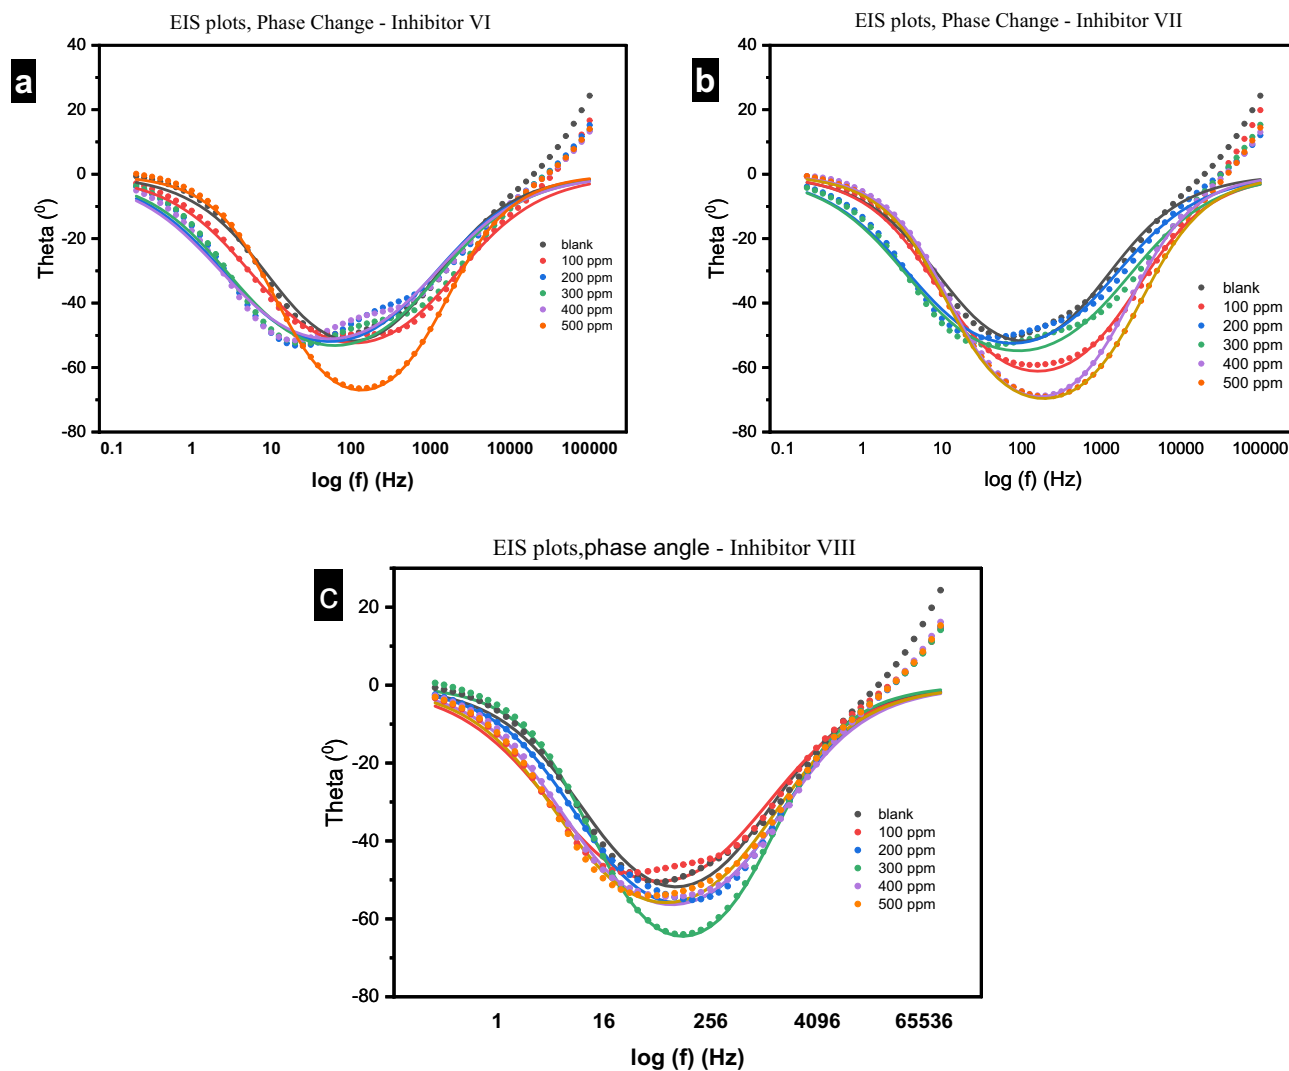 EIS plots, Phase Change - Inhibitor VI
a
40
20
0
-20
-40
-60
-80
Theta (⁰)
0.1 1 10 100 1000 10000 100000
log (f) (Hz)
blank
100 ppm
200 ppm
300 ppm
400 ppm
500 ppm
EIS plots, Phase Change - Inhibitor VII
b
40
20
0
-20
-40
-60
-80
Theta (⁰)
0.1 1 10 100 1000 10000 100000
log (f) (Hz)
blank
100 ppm
200 ppm
300 ppm
400 ppm
500 ppm
EIS plots,phase angle - Inhibitor VIII
c
20
0
-20
-40
-60
-80
Theta (⁰)
1 16 256 4096 65536
log (f) (Hz)
blank
100 ppm
200 ppm
300 ppm
400 ppm
500 ppm